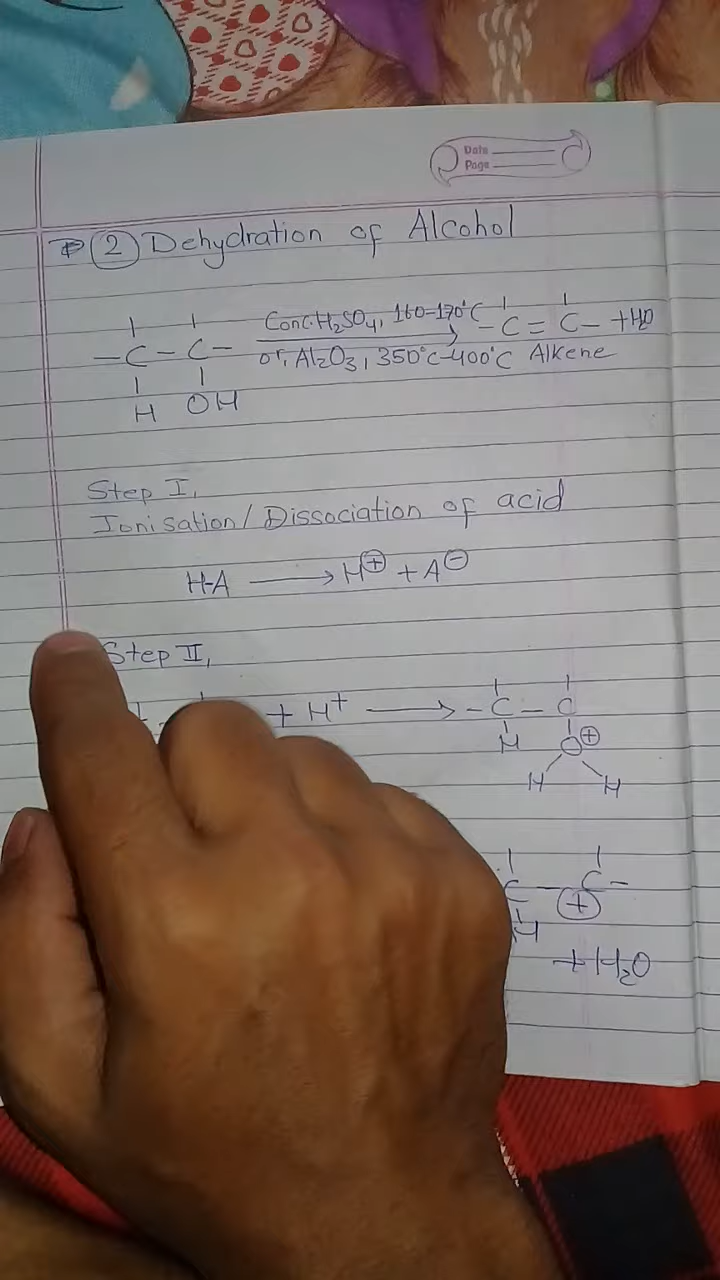 Date
Page
② Dehydration of Alcohol
Conc. H₂SO₄, 160-170°C
-C-C- -C=C- + H₂O
or, Al₂O₃, 350°C-400°C Alkene
H OH
Step I,
Ionisation/Dissociation of acid
H-A ⟶ H⊕ + A⊖
Step II,
+ H⁺ ⟶ -C-C
H O⊕
H H
C-C-
H ⊕
+ H₂O